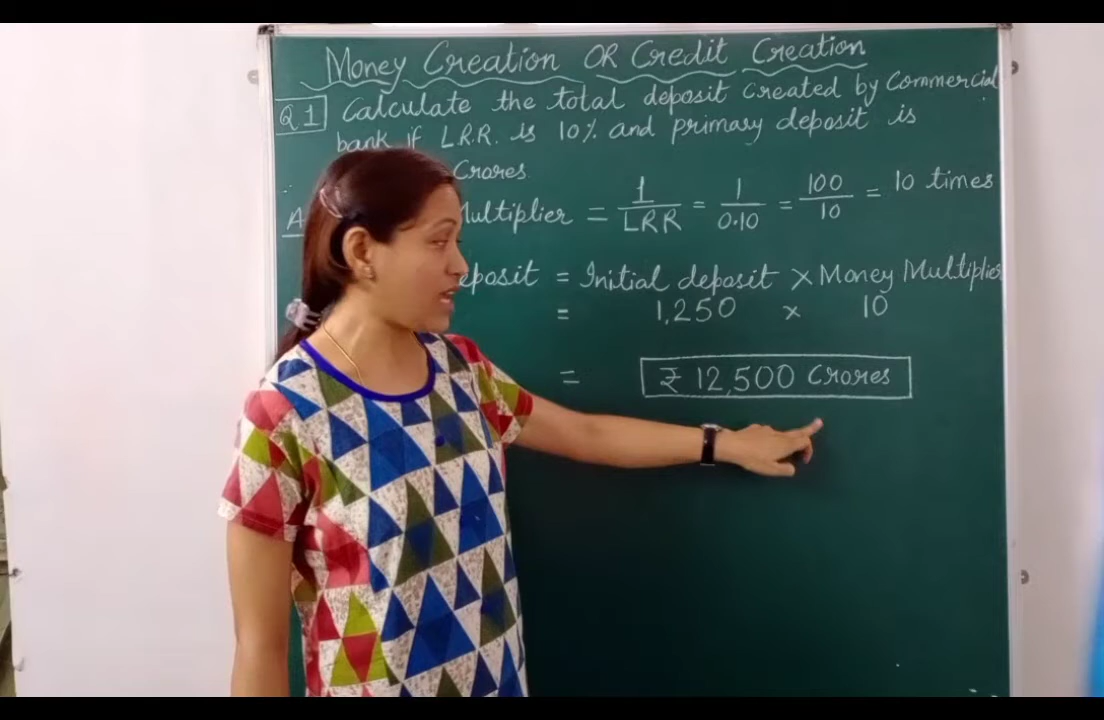 Money Creation OR Credit Creation
Q1 Calculate the total deposit created by Commercial
bank if L.R.R. is 10% and primary deposit is
Crores
A Multiplier = 1/LRR = 1/0.10 = 100/10 = 10 times
eposit = Initial deposit × Money Multiplier
= 1,250 × 10
= ₹ 12,500 Crores